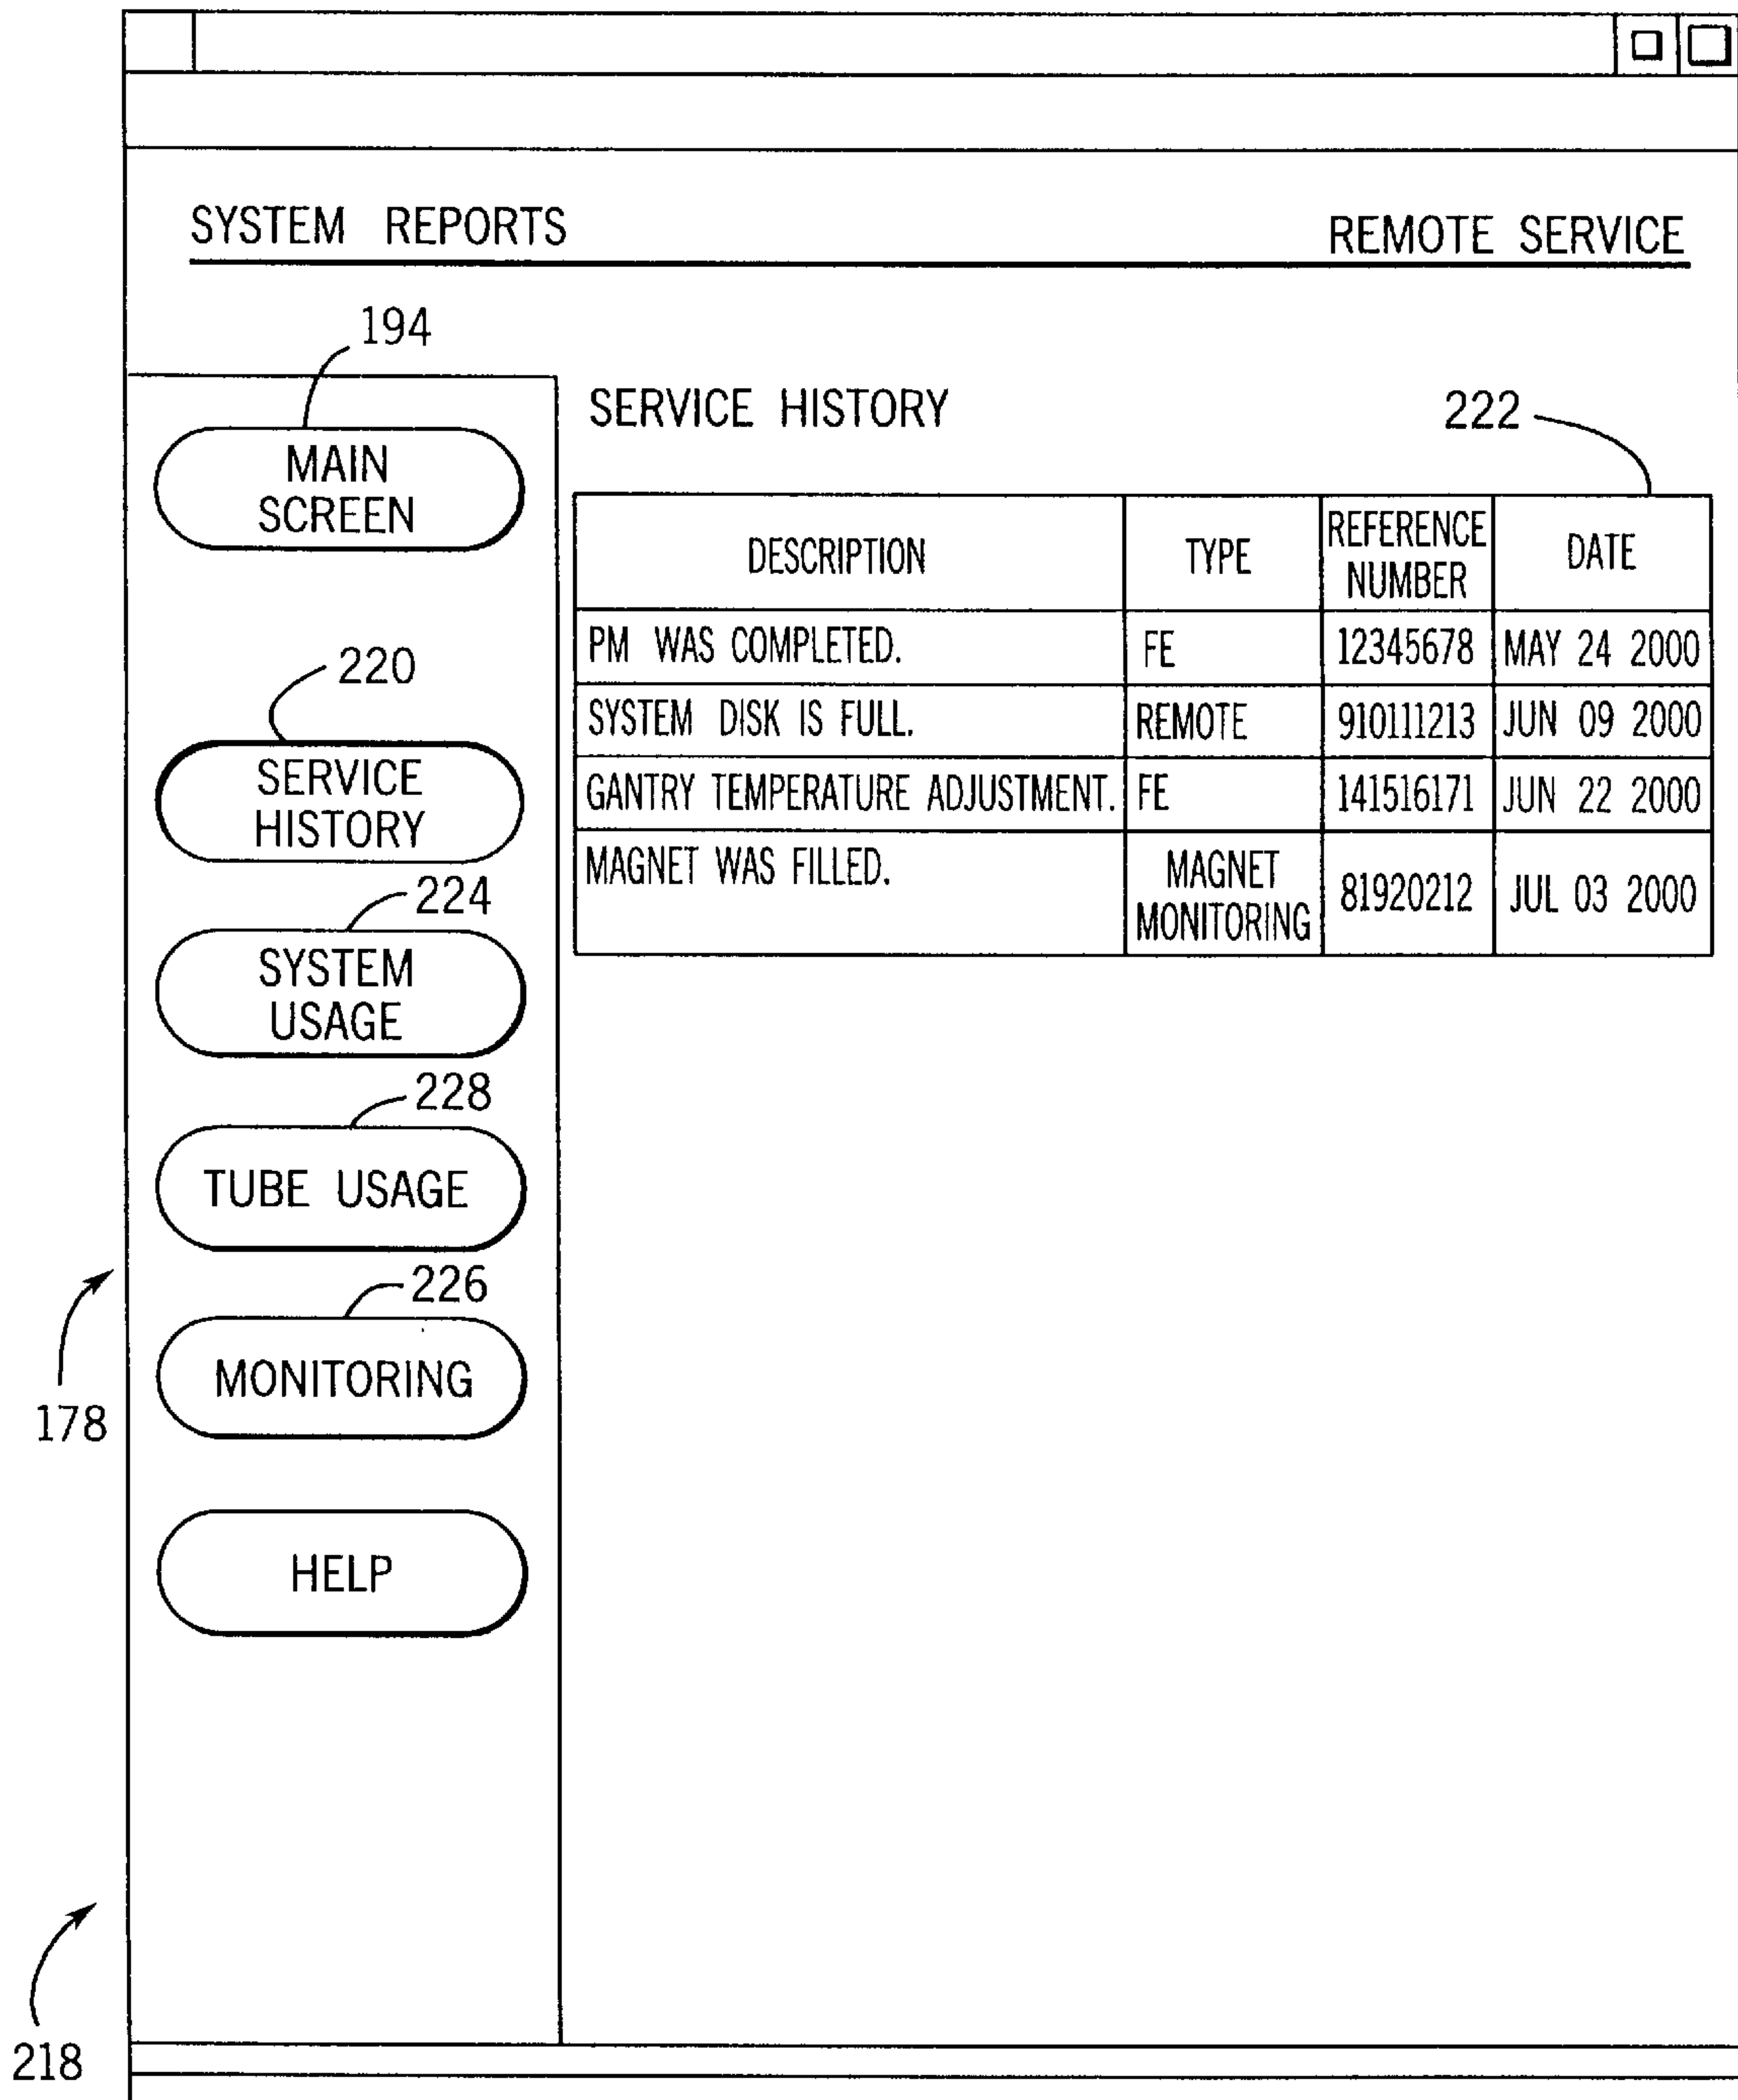 SYSTEM REPORTS
REMOTE SERVICE
194
MAIN
SCREEN
220
SERVICE
HISTORY
224
SYSTEM
USAGE
228
TUBE USAGE
226
MONITORING
HELP
178
218
SERVICE HISTORY
222
DESCRIPTION TYPE REFERENCE NUMBER DATE
PM WAS COMPLETED. FE 12345678 MAY 24 2000
SYSTEM DISK IS FULL. REMOTE 910111213 JUN 09 2000
GANTRY TEMPERATURE ADJUSTMENT. FE 141516171 JUN 22 2000
MAGNET WAS FILLED. MAGNET MONITORING 81920212 JUL 03 2000